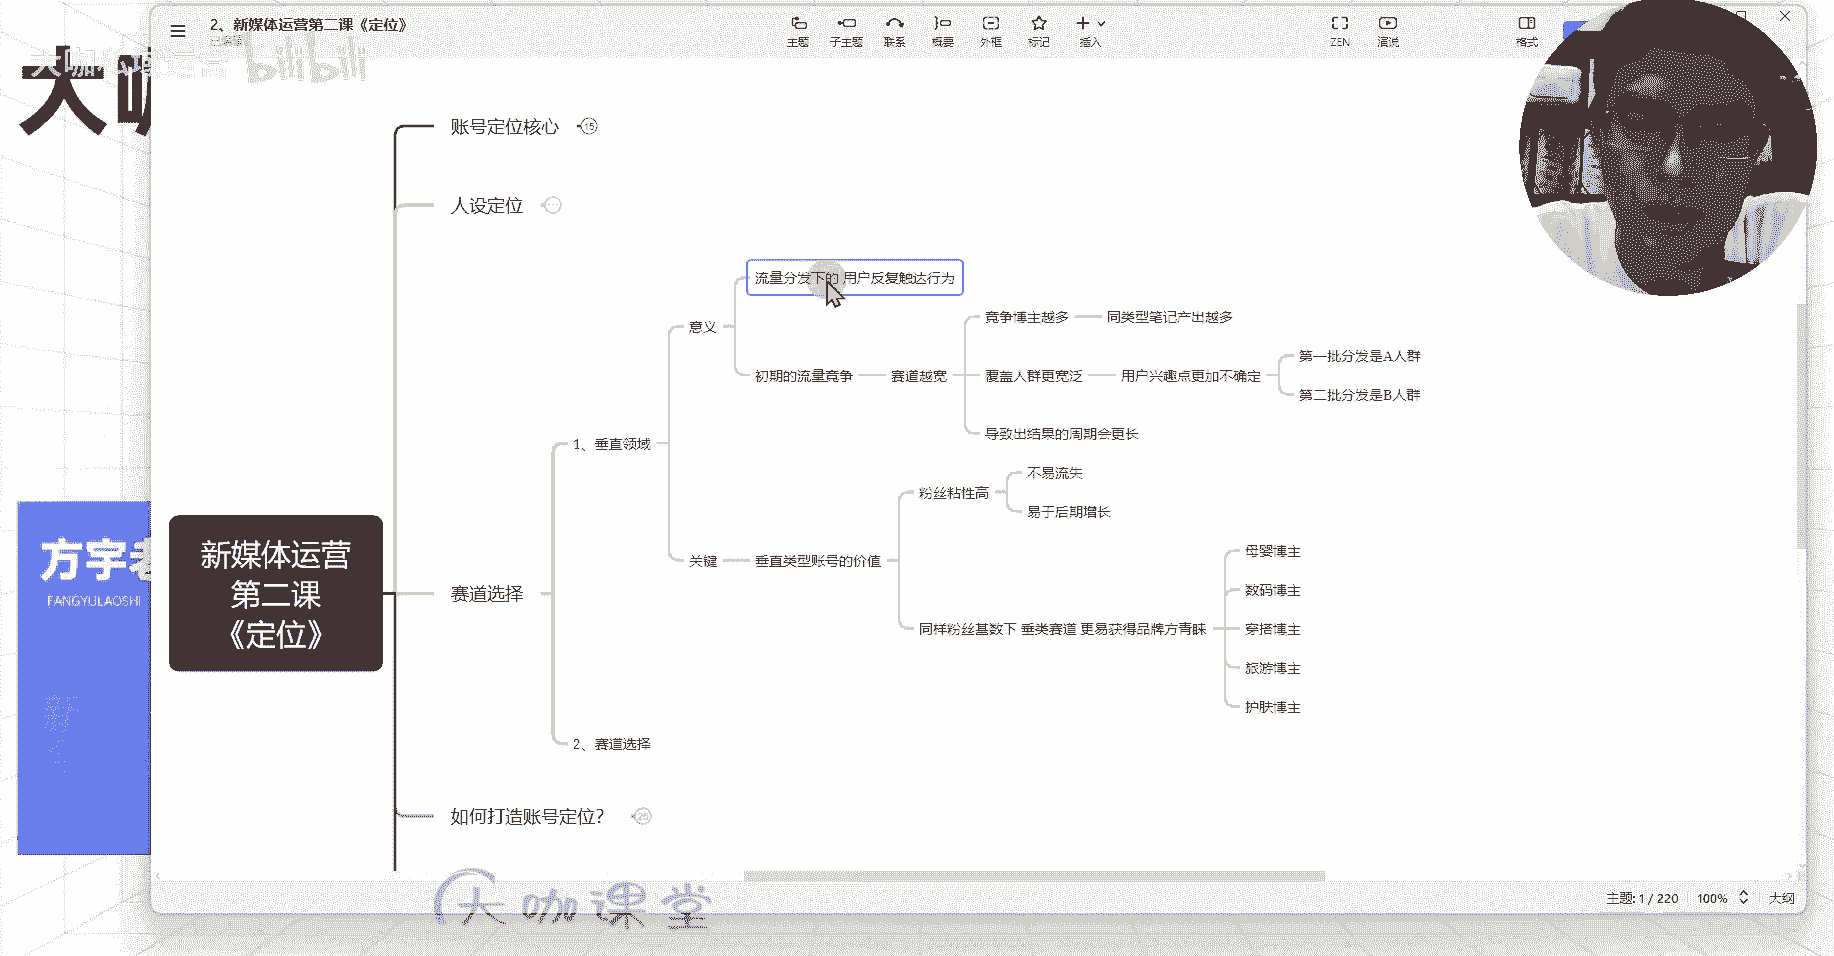 2、新媒体运营第二课《定位》
已编辑
主题
子主题
联系
概要
外框
标记
插入
ZEN
演说
格式
大咖私域运营
bilibili
大咖
账号定位核心
15
人设定位
流量分发下的 用户反复触达行为
意义
竞争博主越多
同类型笔记产出越多
初期的流量竞争
赛道越宽
覆盖人群更宽泛
用户兴趣点更加不确定
第一批分发是A人群
第二批分发是B人群
导致出结果的周期会更长
1、垂直领域
粉丝粘性高
不易流失
易于后期增长
关键
垂直类型账号的价值
同样粉丝基数下 垂类赛道 更易获得品牌方青睐
母婴博主
数码博主
穿搭博主
旅游博主
护肤博主
新媒体运营
第二课
《定位》
赛道选择
2、赛道选择
如何打造账号定位？
26
方宇老
FANGYULAOSHI
大咖课堂
主题: 1 / 220
100%
大纲